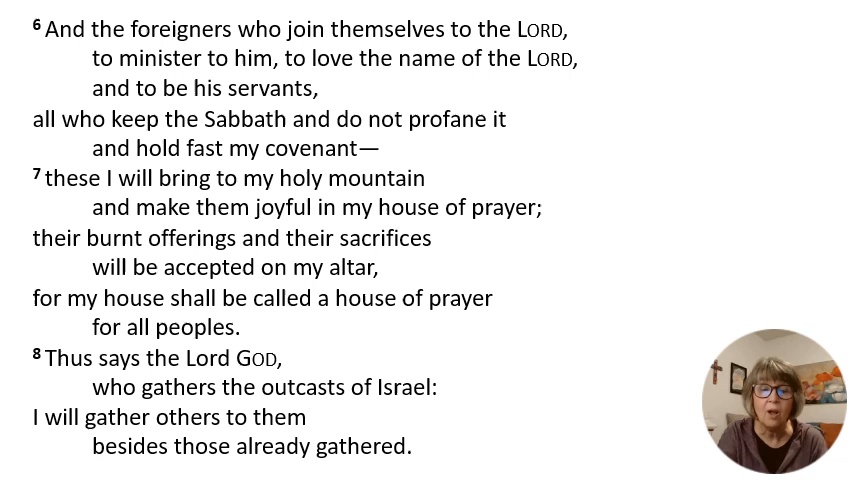 6 And the foreigners who join themselves to the LORD,
to minister to him, to love the name of the LORD,
and to be his servants,
all who keep the Sabbath and do not profane it
and hold fast my covenant—
7 these I will bring to my holy mountain
and make them joyful in my house of prayer;
their burnt offerings and their sacrifices
will be accepted on my altar,
for my house shall be called a house of prayer
for all peoples.
8 Thus says the Lord GOD,
who gathers the outcasts of Israel:
I will gather others to them
besides those already gathered.